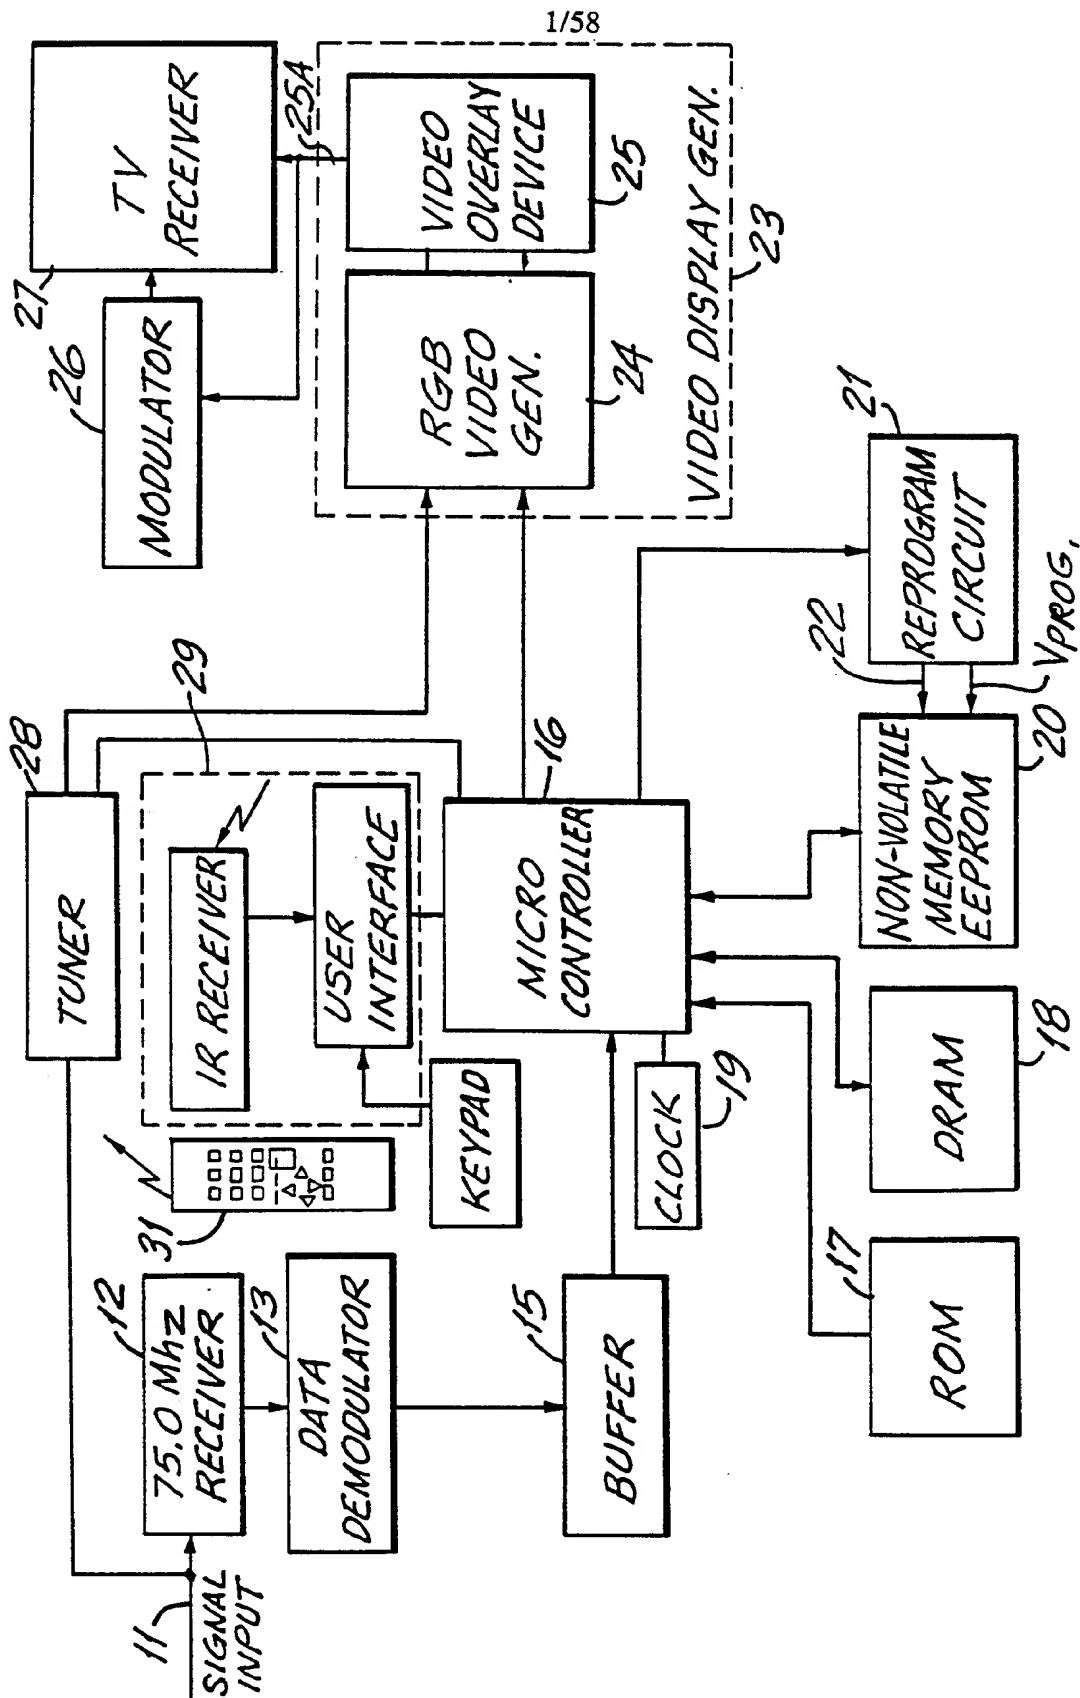 1/58
11
SIGNAL
INPUT
12
75.0 Mhz
RECEIVER
13
DATA
DEMODULATOR
15
BUFFER
28
TUNER
31
29
IR RECEIVER
USER
INTERFACE
KEYPAD
16
MICRO
CONTROLLER
CLOCK
19
17
ROM
DRAM
18
NON-VOLATILE
MEMORY
EEPROM
20
22
VPROG.
21
REPROGRAM
CIRCUIT
26
MODULATOR
27
TV
RECEIVER
25A
RGB
VIDEO
GEN.
24
VIDEO
OVERLAY
DEVICE
25
VIDEO DISPLAY GEN.
23